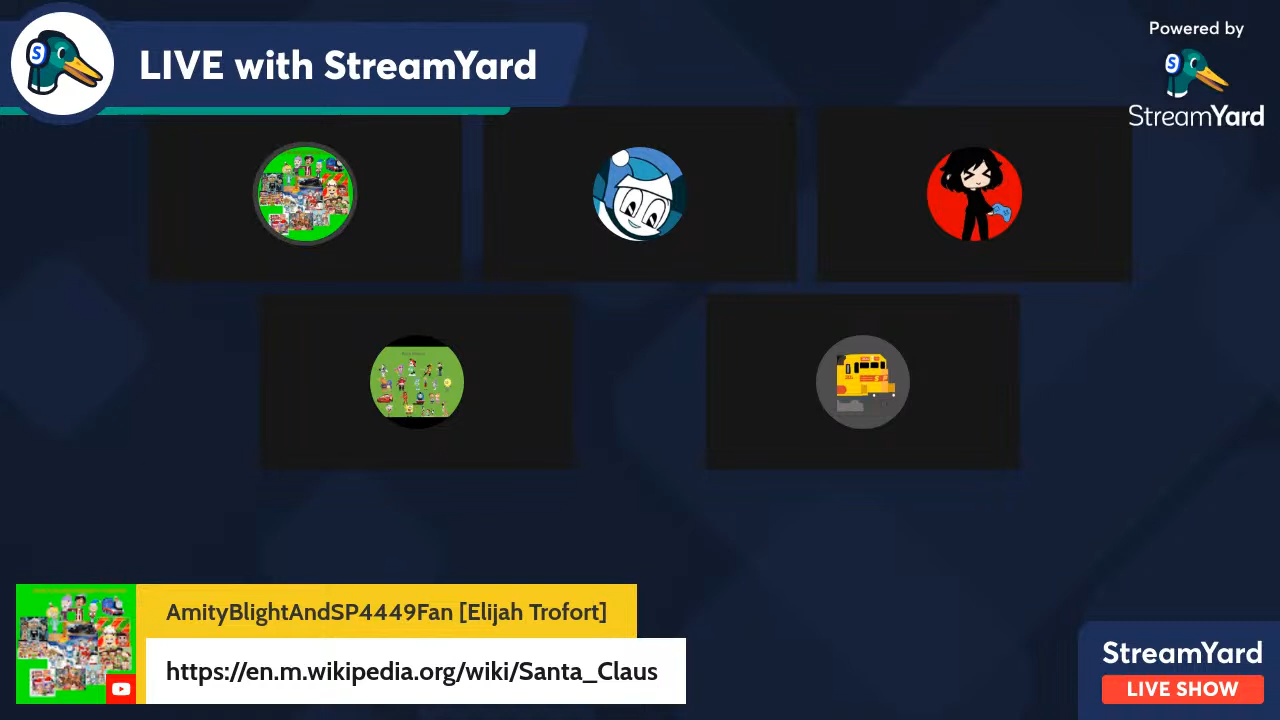 LIVE with StreamYard
Powered by
StreamYard
AmityBlightAndSP4449Fan [Elijah Trofort]
https://en.m.wikipedia.org/wiki/Santa_Claus
StreamYard
LIVE SHOW